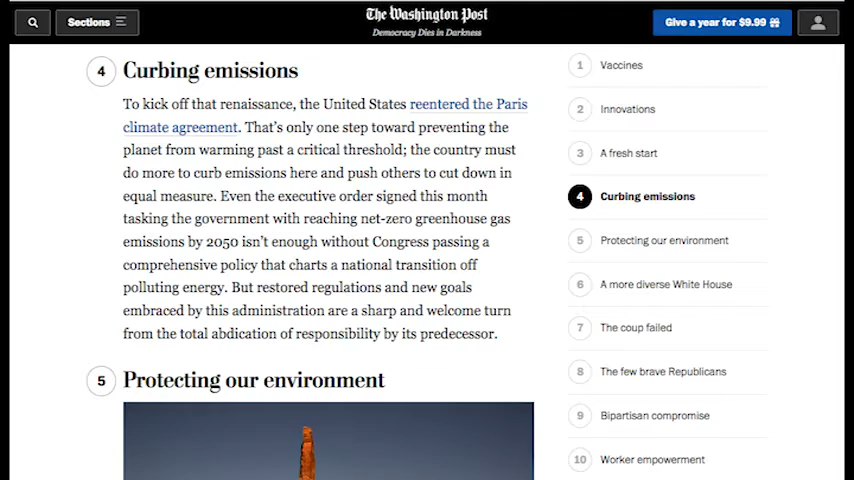 Sections
The Washington Post
Democracy Dies in Darkness
Give a year for $9.99
4 Curbing emissions
To kick off that renaissance, the United States reentered the Paris
climate agreement. That’s only one step toward preventing the
planet from warming past a critical threshold; the country must
do more to curb emissions here and push others to cut down in
equal measure. Even the executive order signed this month
tasking the government with reaching net-zero greenhouse gas
emissions by 2050 isn’t enough without Congress passing a
comprehensive policy that charts a national transition off
polluting energy. But restored regulations and new goals
embraced by this administration are a sharp and welcome turn
from the total abdication of responsibility by its predecessor.
5 Protecting our environment
1 Vaccines
2 Innovations
3 A fresh start
4 Curbing emissions
5 Protecting our environment
6 A more diverse White House
7 The coup failed
8 The few brave Republicans
9 Bipartisan compromise
10 Worker empowerment